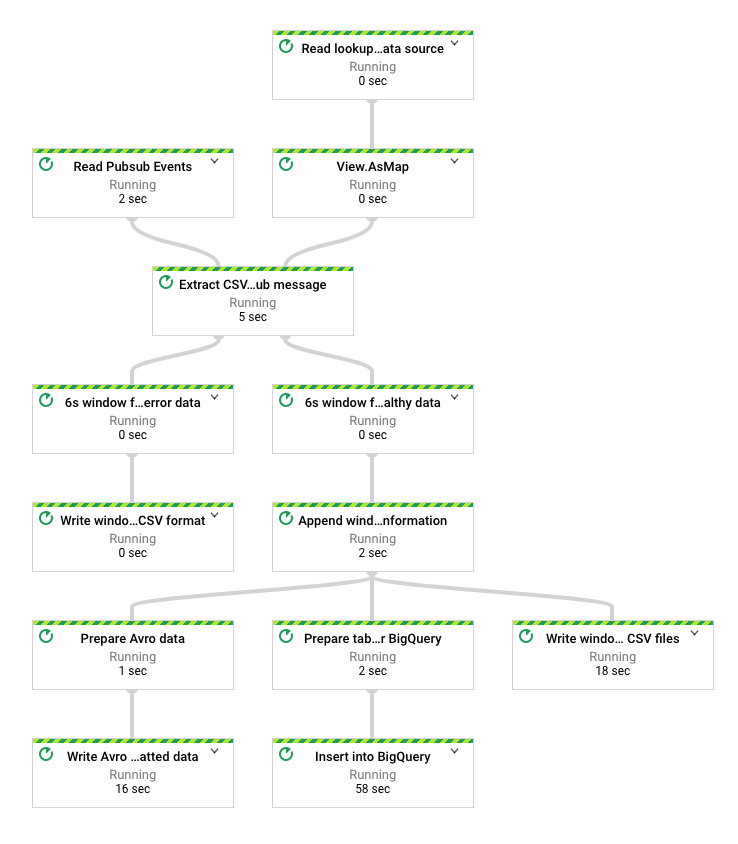 Read lookup...ata source
Running
0 sec
Read Pubsub Events
Running
2 sec
View.AsMap
Running
0 sec
Extract CSV...ub message
Running
5 sec
6s window f...error data
Running
0 sec
6s window f...althy data
Running
0 sec
Write windo...CSV format
Running
0 sec
Append wind...nformation
Running
2 sec
Prepare Avro data
Running
1 sec
Prepare tab...r BigQuery
Running
2 sec
Write windo... CSV files
Running
18 sec
Write Avro ...atted data
Running
16 sec
Insert into BigQuery
Running
58 sec